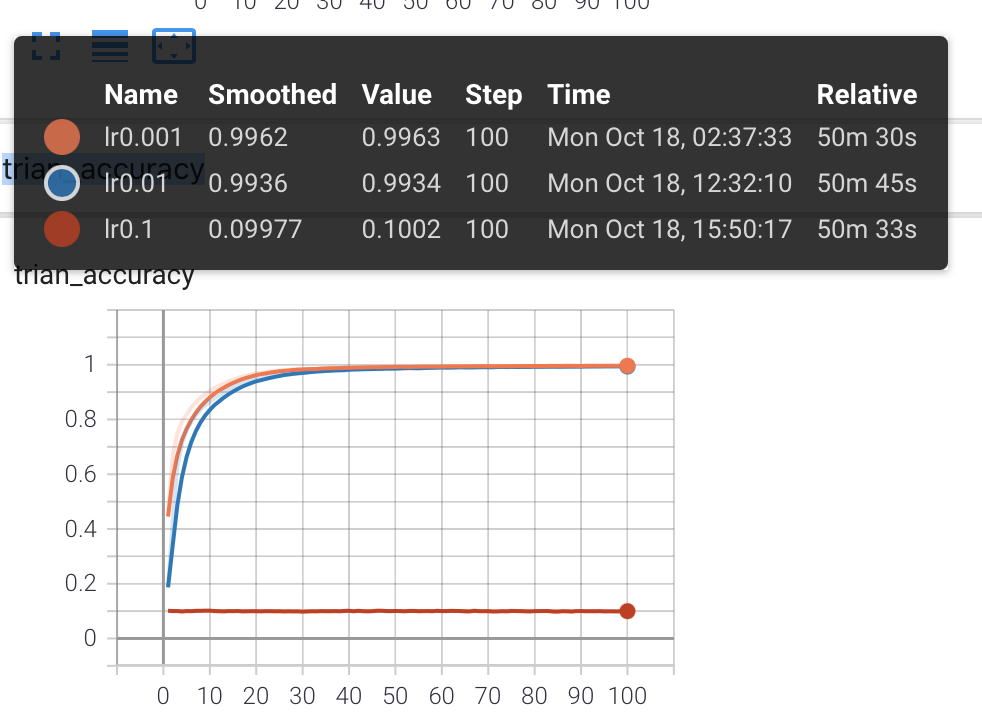 0 10 20 30 40 50 60 70 80 90 100
Name Smoothed Value Step Time Relative
lr0.001 0.9962 0.9963 100 Mon Oct 18, 02:37:33 50m 30s
trian_accuracy
lr0.01 0.9936 0.9934 100 Mon Oct 18, 12:32:10 50m 45s
lr0.1 0.09977 0.1002 100 Mon Oct 18, 15:50:17 50m 33s
trian_accuracy
1
0.8
0.6
0.4
0.2
0
0 10 20 30 40 50 60 70 80 90 100